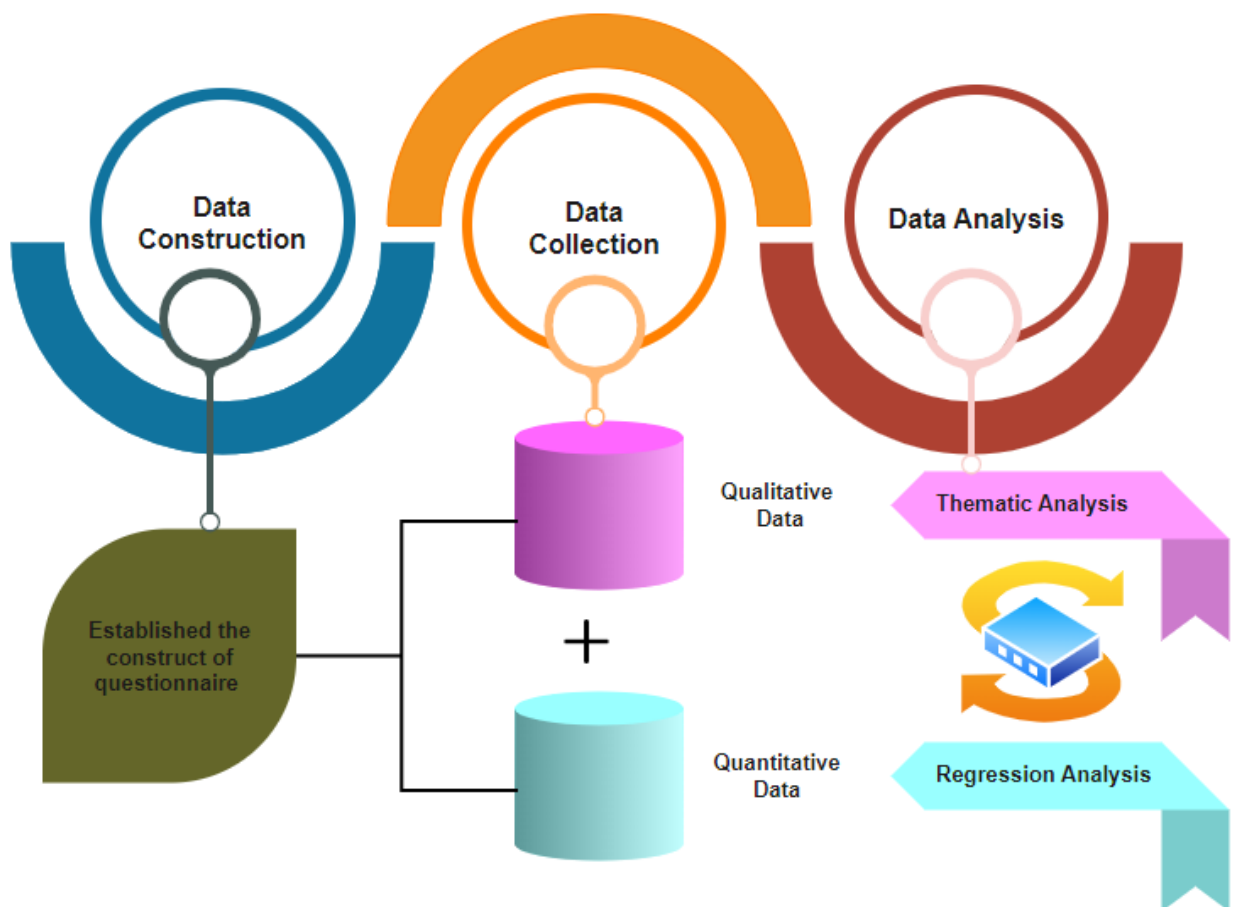 Data
Construction
Data
Collection
Data Analysis
Established the
construct of
questionnaire
Qualitative
Data
Thematic Analysis
Quantitative
Data
Regression Analysis